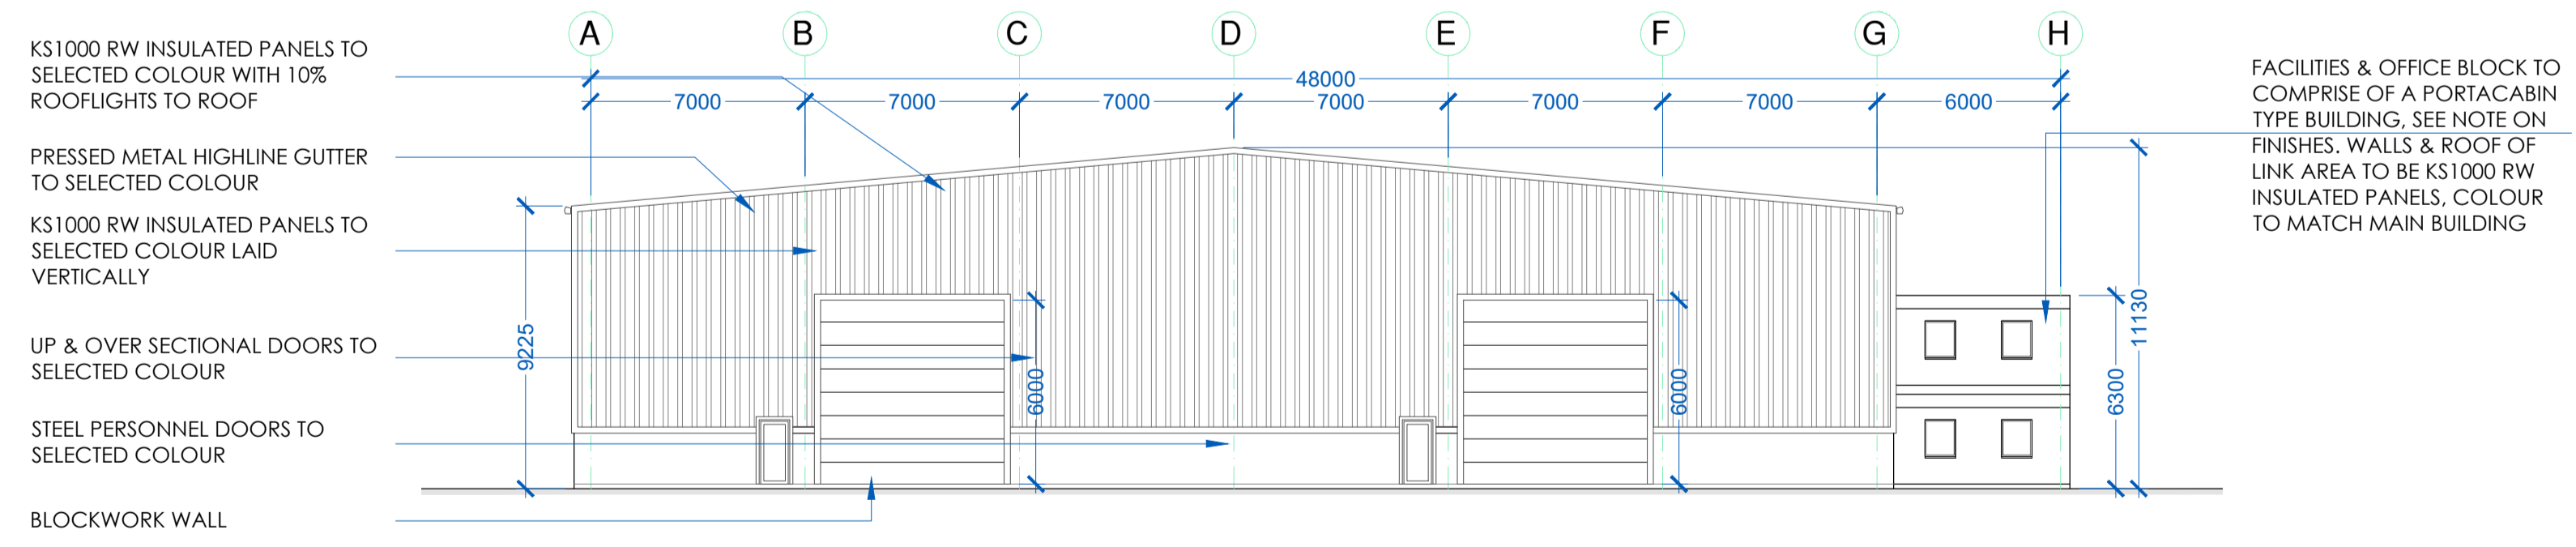 A B C D E F G H
48000
7000 7000 7000 7000 7000 7000 6000
KS1000 RW INSULATED PANELS TO
SELECTED COLOUR WITH 10%
ROOFLIGHTS TO ROOF
PRESSED METAL HIGHLINE GUTTER
TO SELECTED COLOUR
KS1000 RW INSULATED PANELS TO
SELECTED COLOUR LAID
VERTICALLY
UP & OVER SECTIONAL DOORS TO
SELECTED COLOUR
STEEL PERSONNEL DOORS TO
SELECTED COLOUR
BLOCKWORK WALL
9225
6000
6000
6300
11130
FACILITIES & OFFICE BLOCK TO
COMPRISE OF A PORTACABIN
TYPE BUILDING, SEE NOTE ON
FINISHES. WALLS & ROOF OF
LINK AREA TO BE KS1000 RW
INSULATED PANELS, COLOUR
TO MATCH MAIN BUILDING